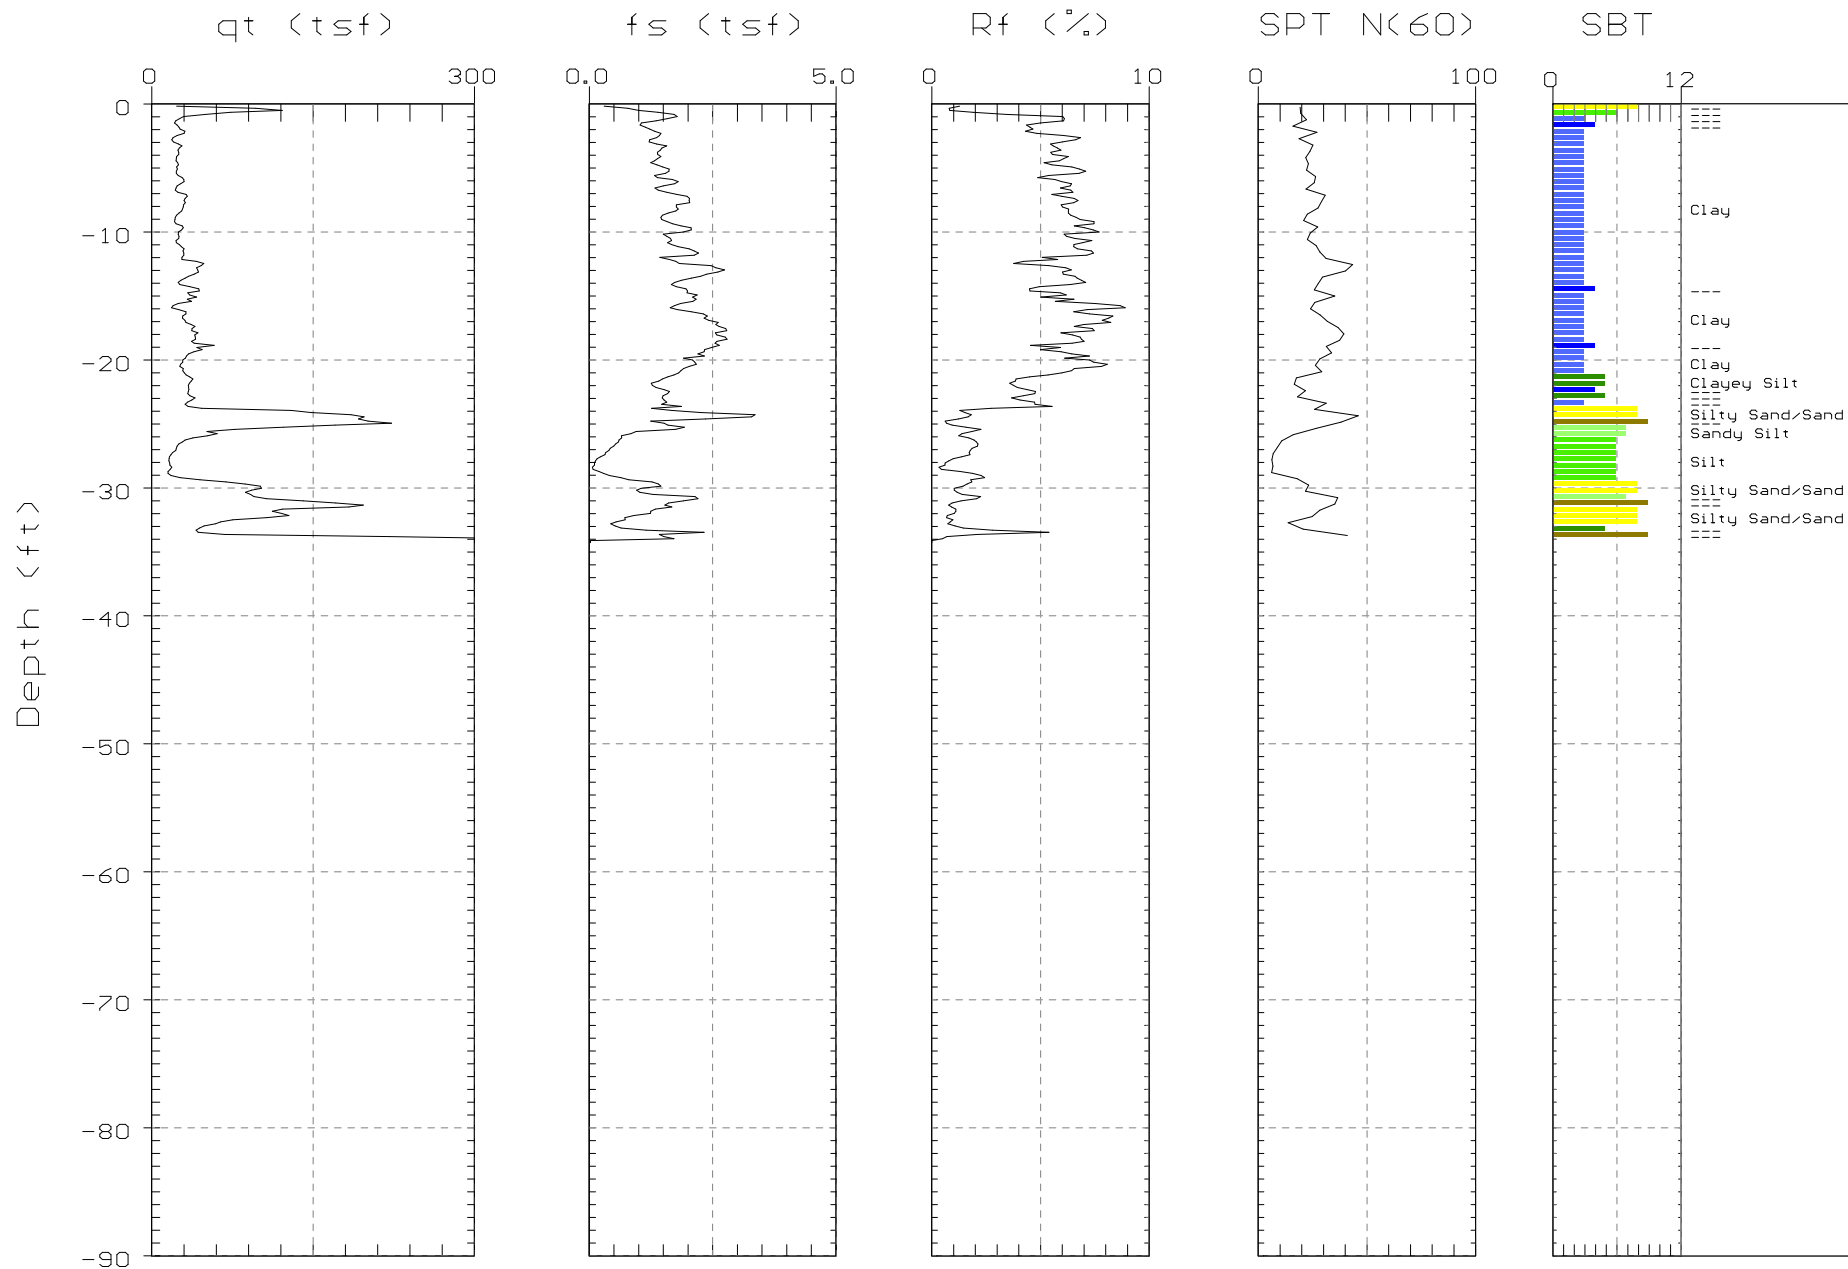 qt (tsf) fs (tsf) Rf (%) SPT N(60) SBT
0 300 0.0 5.0 0 10 0 100 0 12
0
-10
-20
-30
-40
-50
-60
-70
-80
-90
Depth (ft)
---
---
---
---
Clay
---
Clay
---
Clay
Clayey Silt
---
---
---
Silty Sand/Sand
---
Sandy Silt
Silt
Silty Sand/Sand
---
---
Silty Sand/Sand
---
---